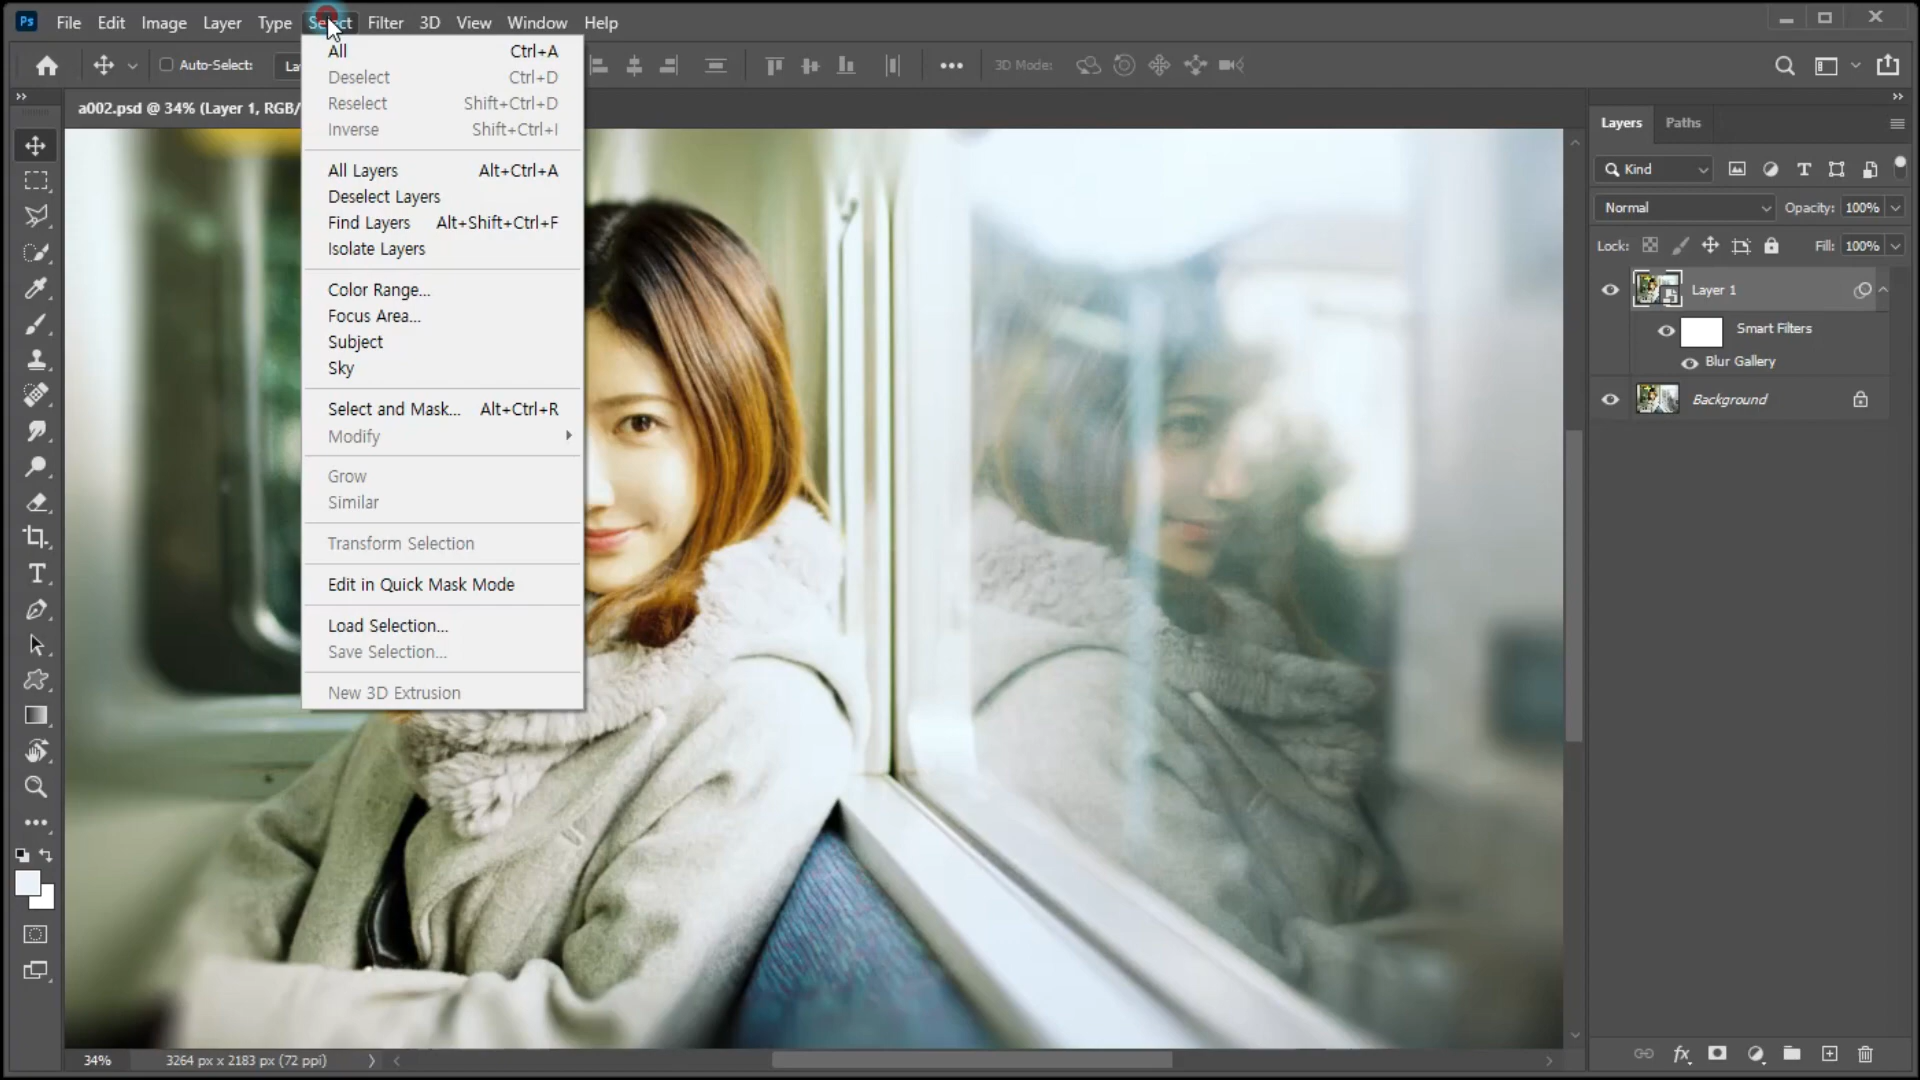 Ps File Edit Image Layer Type Select Filter 3D View Window Help
Auto-Select: La 3D Mode:
a002.psd @ 34% (Layer 1, RGB/
All Ctrl+A
Deselect Ctrl+D
Reselect Shift+Ctrl+D
Inverse Shift+Ctrl+I
All Layers Alt+Ctrl+A
Deselect Layers
Find Layers Alt+Shift+Ctrl+F
Isolate Layers
Color Range...
Focus Area...
Subject
Sky
Select and Mask... Alt+Ctrl+R
Modify
Grow
Similar
Transform Selection
Edit in Quick Mask Mode
Load Selection...
Save Selection...
New 3D Extrusion
Layers Paths
Kind
Normal Opacity: 100%
Lock: Fill: 100%
Layer 1
Smart Filters
Blur Gallery
Background
34% 3264 px x 2183 px (72 ppi)